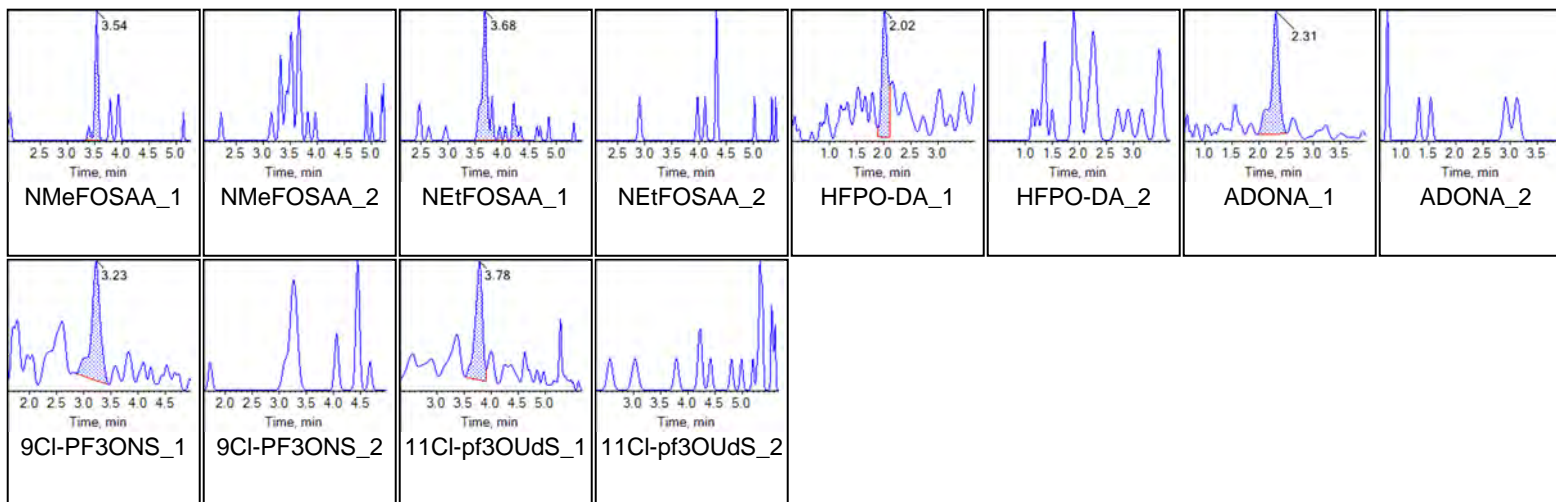 3.54
2.5 3.0 3.5 4.0 4.5 5.0
Time, min
NMeFOSAA_1
2.5 3.0 3.5 4.0 4.5 5.0
Time, min
NMeFOSAA_2
3.68
2.5 3.0 3.5 4.0 4.5 5.0
Time, min
NEtFOSAA_1
2.5 3.0 3.5 4.0 4.5 5.0
Time, min
NEtFOSAA_2
2.02
1.0 1.5 2.0 2.5 3.0
Time, min
HFPO-DA_1
1.0 1.5 2.0 2.5 3.0
Time, min
HFPO-DA_2
2.31
1.0 1.5 2.0 2.5 3.0 3.5
Time, min
ADONA_1
1.0 1.5 2.0 2.5 3.0 3.5
Time, min
ADONA_2
3.23
2.0 2.5 3.0 3.5 4.0 4.5
Time, min
9Cl-PF3ONS_1
2.0 2.5 3.0 3.5 4.0 4.5
Time, min
9Cl-PF3ONS_2
3.78
3.0 3.5 4.0 4.5 5.0
Time, min
11Cl-pf3OUdS_1
3.0 3.5 4.0 4.5 5.0
Time, min
11Cl-pf3OUdS_2